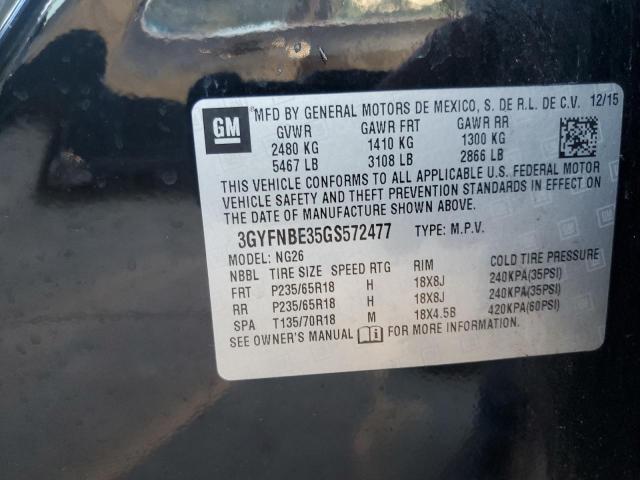 GM
MFD BY GENERAL MOTORS DE MEXICO, S. DE R.L. DE C.V. 12/15
GVWR GAWR FRT GAWR RR
2480 KG 1410 KG 1300 KG
5467 LB 3108 LB 2866 LB
THIS VEHICLE CONFORMS TO ALL APPLICABLE U.S. FEDERAL MOTOR
VEHICLE SAFETY AND THEFT PREVENTION STANDARDS IN EFFECT ON
THE DATE OF MANUFACTURE SHOWN ABOVE.
3GYFNBE35GS572477 TYPE: M.P.V.
MODEL: NG26
NBBL TIRE SIZE SPEED RTG RIM COLD TIRE PRESSURE
FRT P235/65R18 H 18X8J 240KPA(35PSI)
RR P235/65R18 H 18X8J 240KPA(35PSI)
SPA T135/70R18 M 18X4.5B 420KPA(60PSI)
SEE OWNER'S MANUAL FOR MORE INFORMATION.